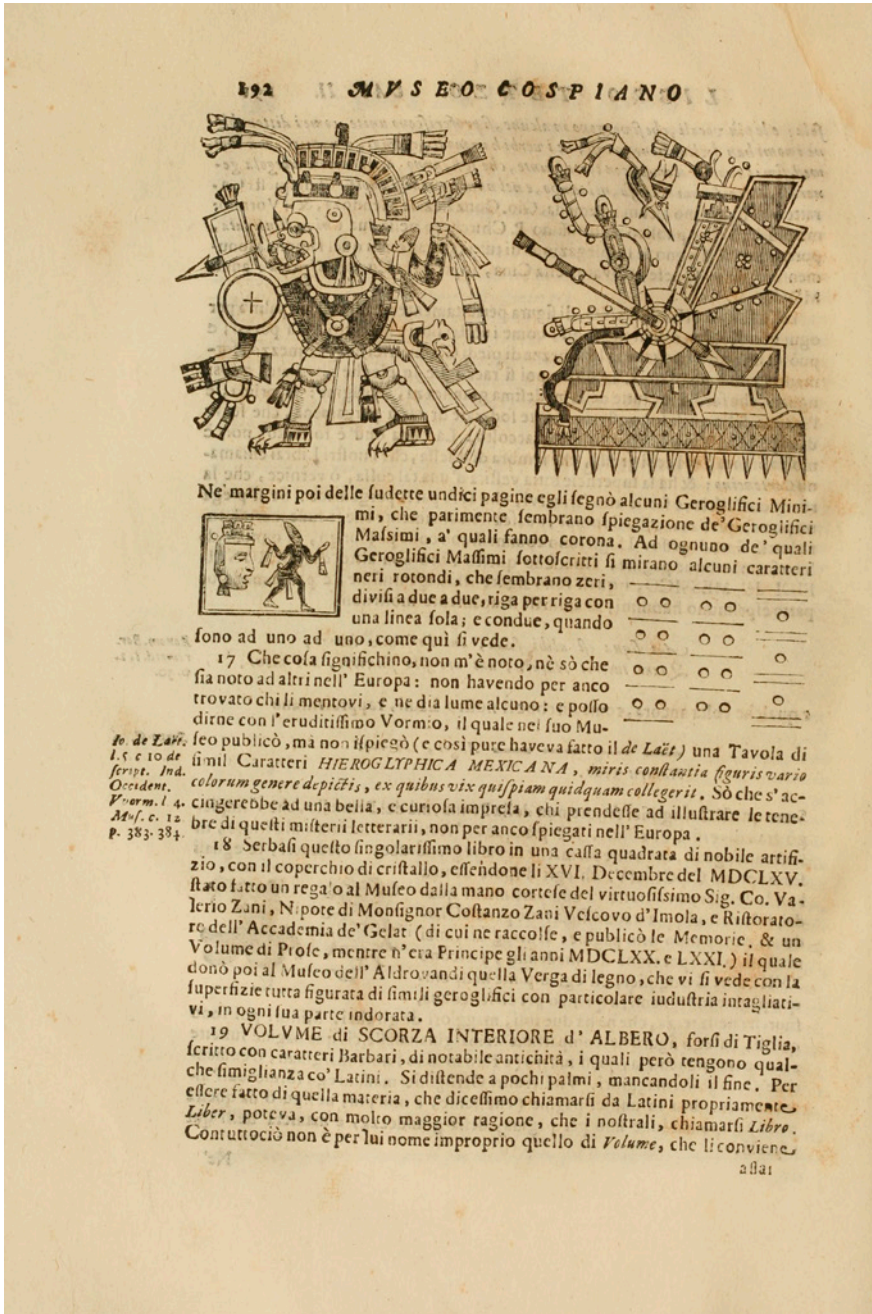 192 MVSEO COSPIANO
Ne' margini poi delle sudette undici pagine egli segnò alcuni Geroglifici Mini-
mi, che parimente sembrano spiegazione de' Geroglifici
Massimi, a' quali fanno corona. Ad ognuno de' quali
Geroglifici Massimi sottoscritti si mirano alcuni caratteri
neri rotondi, che sembrano zeri,
divisi a due a due, riga per riga con
una linea sola; e con due, quando
sono ad uno ad uno, come quì si vede.
17 Che cosa significhino, non m'è noto, nè sò che
sia noto ad altri nell' Europa: non havendo per anco
trovato chi li mentovi, e ne dia lume alcuno: e posso
dirne con l'eruditissimo Vormio, il quale nel suo Mu-
seo publicò, ma non ispiegò (e così pure haveva fatto il de Laët) una Tavola di
simil Caratteri HIEROGLYPHICA MEXICANA, miris constantia figuris vario
colorum genere depictis, ex quibus vix quispiam quidquam collegerit. Sò che s'ac-
cingerebbe ad una bella, e curiosa impresa, chi prendesse ad illustrare le tene-
bre di questi misterii letterarii, non per anco spiegati nell' Europa.
Io. de Laët.
l. 5 c 10 de
script. Ind.
Occident.
Vvorm. l 4.
Mus. c. 12
p. 383. 384.
18 Serbasi questo singolarissimo libro in una cassa quadrata di nobile artifi-
zio, con il coperchio di cristallo, essendone li XVI. Decembre del MDCLXV.
stato fatto un regalo al Museo dalla mano cortese del virtuosissimo Sig. Co. Va-
lerio Zani, Nipote di Monsignor Costanzo Zani Vescovo d'Imola, e Ristorato-
re dell' Accademia de' Gelat (di cui ne raccolse, e publicò le Memorie, & un
Volume di Prose, mentre n'era Principe gli anni MDCLXX. e LXXI.) il quale
donò poi al Museo dell' Aldrovandi quella Verga di legno, che vi si vede con la
superfizie tutta figurata di simili geroglifici con particolare iudustria intagliati-
vi, in ogni sua parte indorata.
19 VOLVME di SCORZA INTERIORE d' ALBERO, forsi di Tiglia,
scritto con caratteri Barbari, di notabile antichità, i quali però tengono qual-
che simiglianza co' Latini. Si distende a pochi palmi, mancandoli il fine. Per
essere fatto di quella materia, che dicessimo chiamarsi da Latini propriamente
Liber, poteva, con molto maggior ragione, che i nostrali, chiamarsi Libro.
Contuttociò non è per lui nome improprio quello di Volume, che li conviene
assai